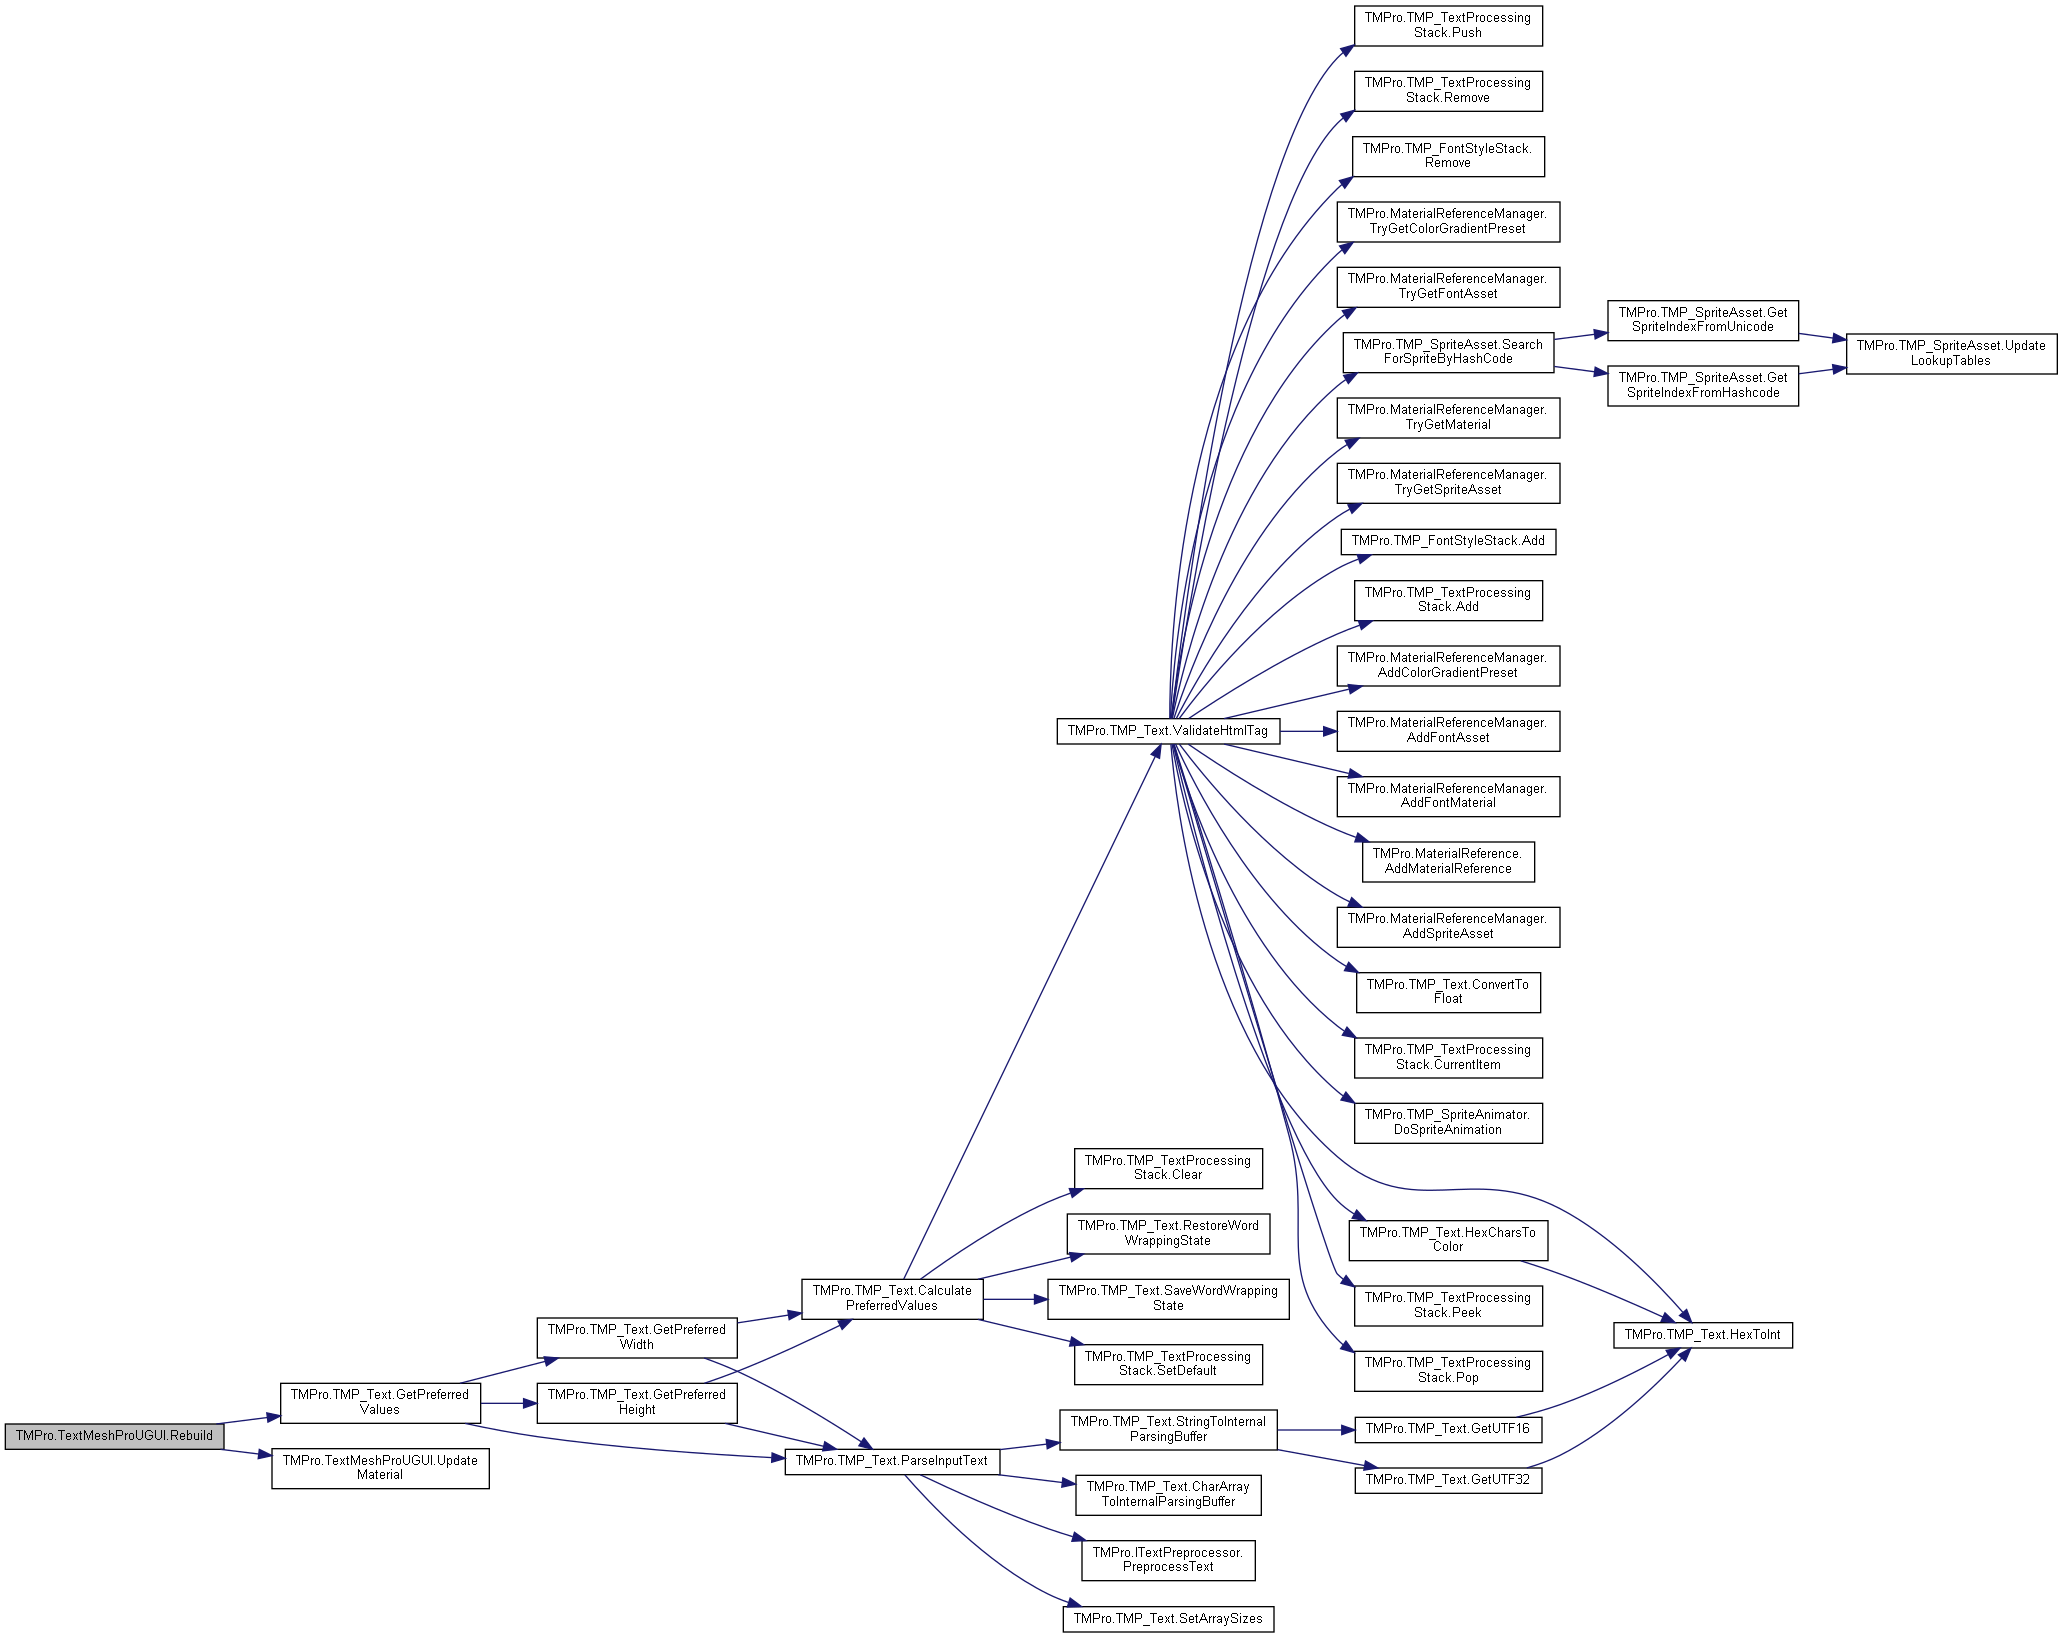 TMPro.TMP_TextProcessing
Stack.Push
TMPro.TMP_TextProcessing
Stack.Remove
TMPro.TMP_FontStyleStack.
Remove
TMPro.MaterialReferenceManager.
TryGetColorGradientPreset
TMPro.MaterialReferenceManager.
TryGetFontAsset
TMPro.TMP_SpriteAsset.Search
ForSpriteByHashCode
TMPro.TMP_SpriteAsset.Get
SpriteIndexFromUnicode
TMPro.TMP_SpriteAsset.Get
SpriteIndexFromHashcode
TMPro.TMP_SpriteAsset.Update
LookupTables
TMPro.MaterialReferenceManager.
TryGetMaterial
TMPro.MaterialReferenceManager.
TryGetSpriteAsset
TMPro.TMP_FontStyleStack.Add
TMPro.TMP_TextProcessing
Stack.Add
TMPro.MaterialReferenceManager.
AddColorGradientPreset
TMPro.TMP_Text.ValidateHtmlTag
TMPro.MaterialReferenceManager.
AddFontAsset
TMPro.MaterialReferenceManager.
AddFontMaterial
TMPro.MaterialReference.
AddMaterialReference
TMPro.MaterialReferenceManager.
AddSpriteAsset
TMPro.TMP_Text.ConvertTo
Float
TMPro.TMP_TextProcessing
Stack.CurrentItem
TMPro.TMP_SpriteAnimator.
DoSpriteAnimation
TMPro.TMP_TextProcessing
Stack.Clear
TMPro.TMP_Text.RestoreWord
WrappingState
TMPro.TMP_Text.HexCharsTo
Color
TMPro.TMP_Text.Calculate
PreferredValues
TMPro.TMP_Text.SaveWordWrapping
State
TMPro.TMP_TextProcessing
Stack.Peek
TMPro.TMP_Text.HexToInt
TMPro.TMP_Text.GetPreferred
Width
TMPro.TMP_TextProcessing
Stack.SetDefault
TMPro.TMP_TextProcessing
Stack.Pop
TMPro.TMP_Text.GetPreferred
Values
TMPro.TMP_Text.GetPreferred
Height
TMPro.TextMeshProUGUI.Rebuild
TMPro.TMP_Text.StringToInternal
ParsingBuffer
TMPro.TMP_Text.GetUTF16
TMPro.TextMeshProUGUI.Update
Material
TMPro.TMP_Text.ParseInputText
TMPro.TMP_Text.GetUTF32
TMPro.TMP_Text.CharArray
ToInternalParsingBuffer
TMPro.ITextPreprocessor.
PreprocessText
TMPro.TMP_Text.SetArraySizes